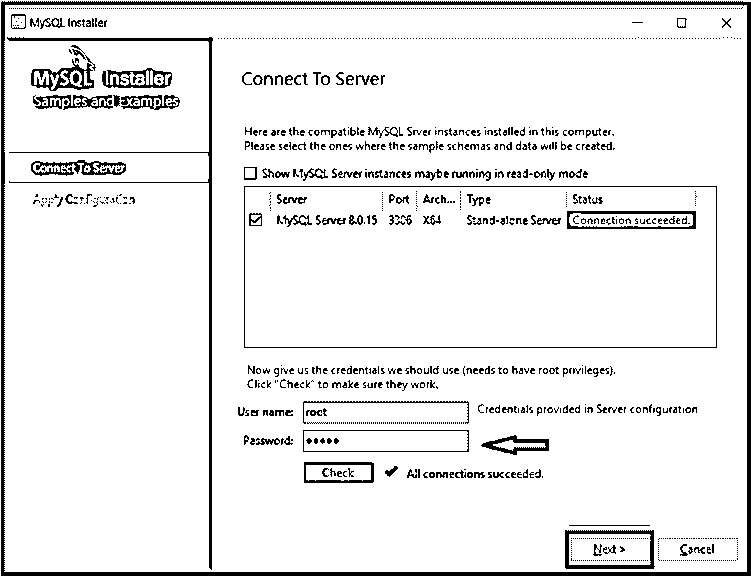 MySQL Installer
MySQL Installer
Samples and Examples
Connect To Server
Apply Configuration
Connect To Server
Here are the compatible MySQL Srver instances installed in this computer.
Please select the ones where the sample schemas and data will be created.
Show MySQL Server instances maybe running in read-only mode
Server Port Arch... Type Status
MySQL Server 8.0.15 3306 X64 Stand-alone Server Connection succeeded.
Now give us the credentials we should use (needs to have root privileges).
Click "Check" to make sure they work.
User name: root Credentials provided in Server configuration
Password: •••••
Check ✔ All connections succeeded.
Next > Cancel